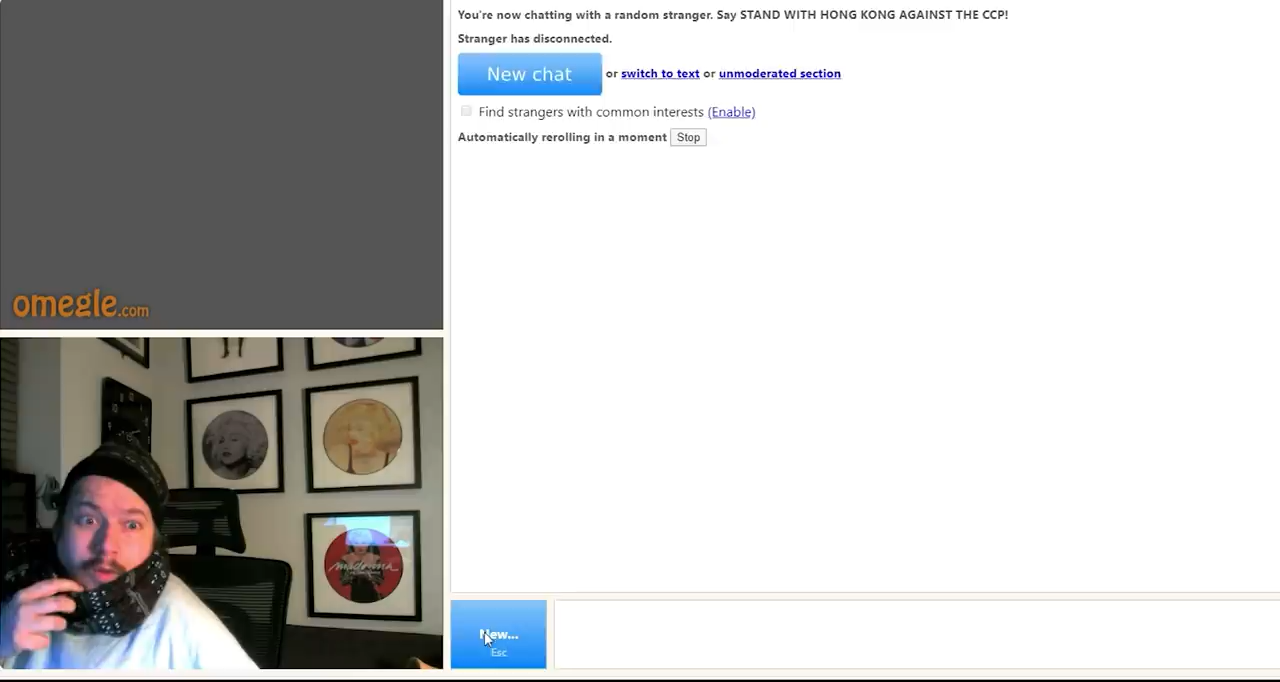 You're now chatting with a random stranger. Say STAND WITH HONG KONG AGAINST THE CCP!
Stranger has disconnected.
New chat or switch to text or unmoderated section
Find strangers with common interests (Enable)
Automatically rerolling in a moment Stop
omegle.com
madonna
New...
Esc